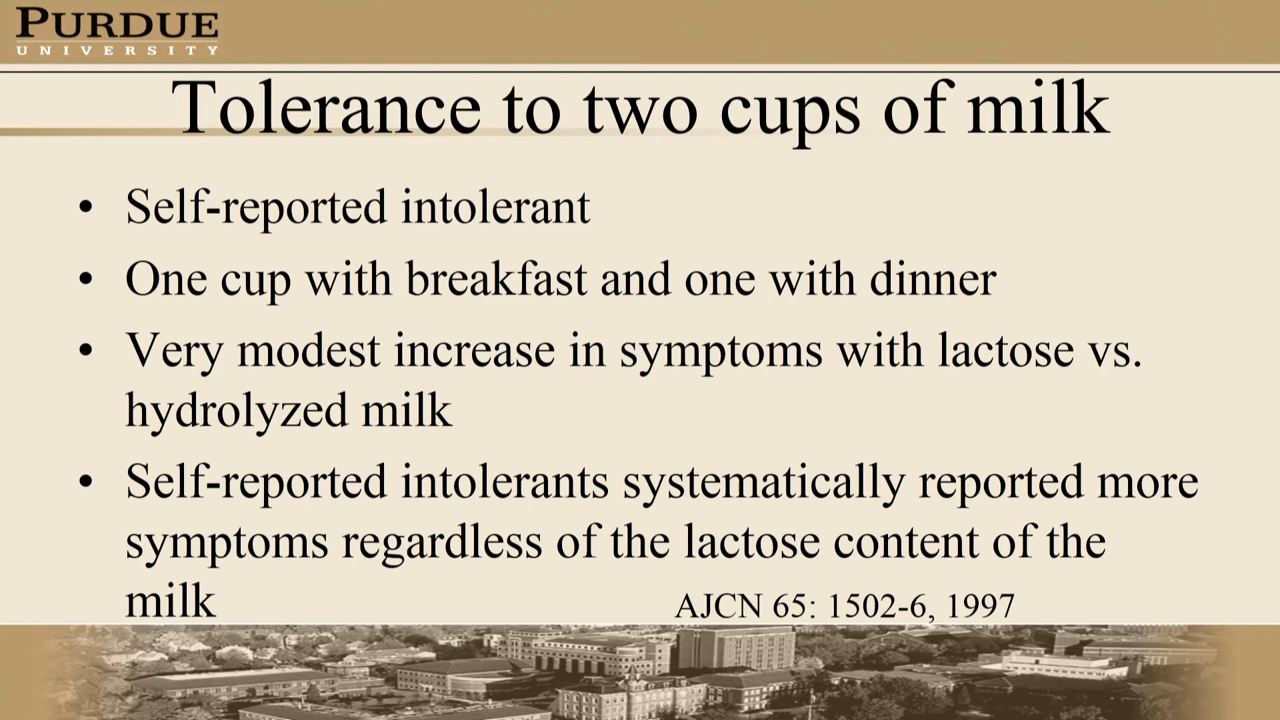 PURDUE
UNIVERSITY
Tolerance to two cups of milk
• Self-reported intolerant
• One cup with breakfast and one with dinner
• Very modest increase in symptoms with lactose vs.
hydrolyzed milk
• Self-reported intolerants systematically reported more
symptoms regardless of the lactose content of the
milk AJCN 65: 1502-6, 1997